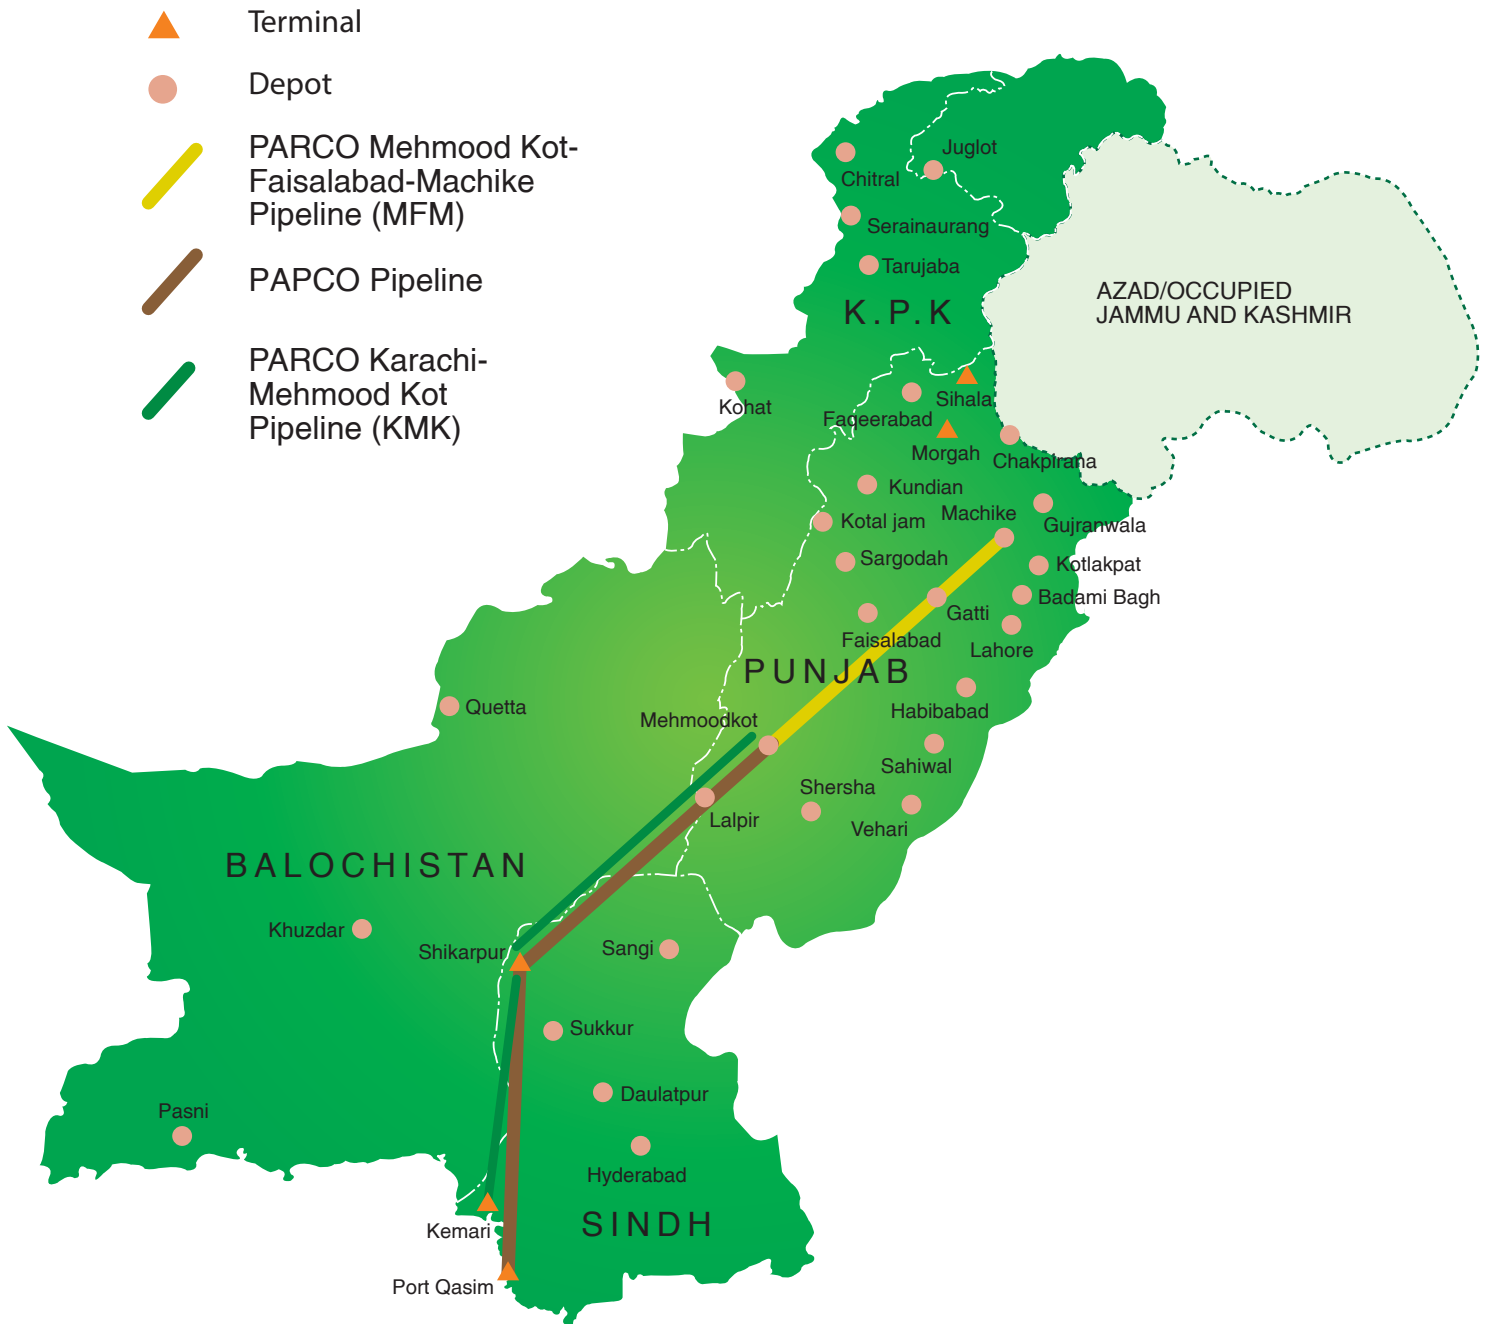 Terminal
Depot
PARCO Mehmood Kot-
Faisalabad-Machike
Pipeline (MFM)
PAPCO Pipeline
PARCO Karachi-
Mehmood Kot
Pipeline (KMK)
Juglot
Chitral
Serainaurang
Tarujaba
K.P.K
AZAD/OCCUPIED
JAMMU AND KASHMIR
Kohat
Sihala
Faqeerabad
Morgah
Chakpirana
Kundian
Machike
Kotal jam
Gujranwala
Sargodah
Kotlakpat
Badami Bagh
Gatti
Faisalabad
Lahore
PUNJAB
Quetta
Habibabad
Mehmoodkot
Sahiwal
Shersha
Lalpir
Vehari
BALOCHISTAN
Khuzdar
Shikarpur
Sangi
Sukkur
Daulatpur
Pasni
Hyderabad
SINDH
Kemari
Port Qasim